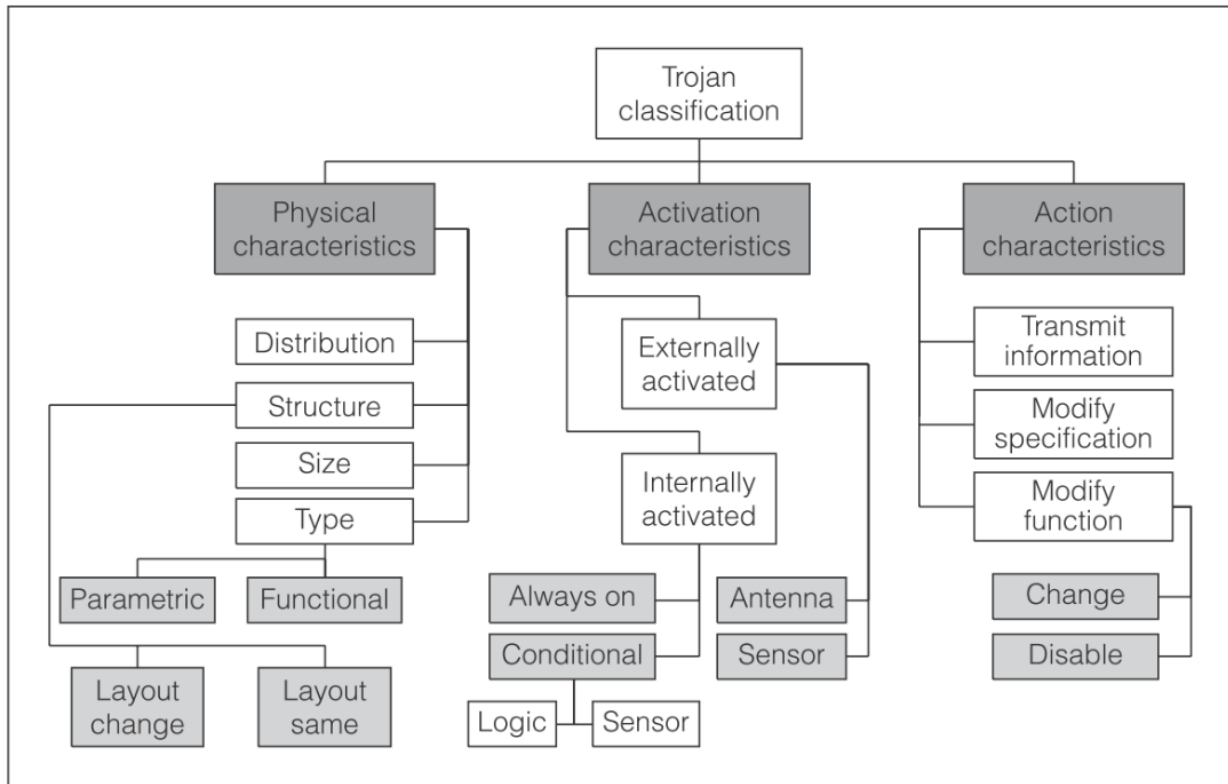 Trojan
classification
Physical
characteristics
Activation
characteristics
Action
characteristics
Distribution
Structure
Size
Type
Parametric
Functional
Layout
change
Layout
same
Externally
activated
Internally
activated
Always on
Conditional
Logic
Sensor
Antenna
Sensor
Transmit
information
Modify
specification
Modify
function
Change
Disable